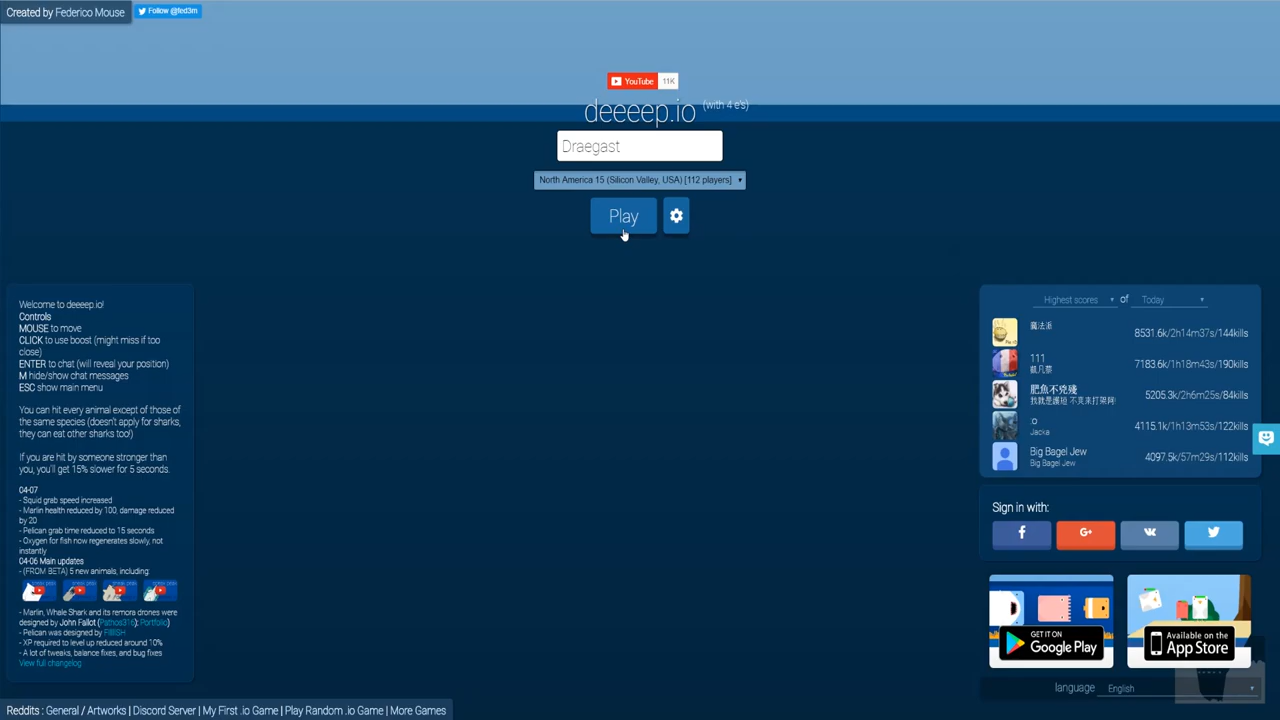 Created by Federico Mouse
Follow @fed3m
YouTube 11K
deeeep.io (with 4 e's)
Draegast
North America 15 (Silicon Valley, USA) [112 players]
Play
Welcome to deeeep.io!
Controls
MOUSE to move
CLICK to use boost (might miss if too
close)
ENTER to chat (will reveal your position)
M hide/show chat messages
ESC show main menu
You can hit every animal except of those of
the same species (doesn't apply for sharks,
they can eat other sharks too!)
If you are hit by someone stronger than
you, you'll get 15% slower for 5 seconds.
04-07
- Squid grab speed increased
- Marlin health reduced by 100, damage reduced
by 20
- Pelican grab time reduced to 15 seconds
- Oxygen for fish now regenerates slowly, not
instantly
04-06 Main updates
- (FROM BETA) 5 new animals, including:
- Marlin, Whale Shark and its remora drones were
designed by John Fallot (Pathos316): Portfolio)
- Pelican was designed by
- XP required to level up reduced around 10%
- A lot of tweaks, balance fixes, and bug fixes
View full changelog
Highest scores of Today
魔法派
8531.6k/2h14m37s/144kills
111
7183.6k/1h18m43s/190kills
凱凡蔡
肥魚不兇殘
5205.3k/2h6m25s/84kills
:o
4115.1k/1h13m53s/122kills
Jacka
Big Bagel Jew
4097.5k/57m29s/112kills
Big Bagel Jew
Sign in with:
GET IT ON
Google Play
Available on the
App Store
language English
Reddits : General / Artworks | Discord Server | My First .io Game | Play Random .io Game | More Games